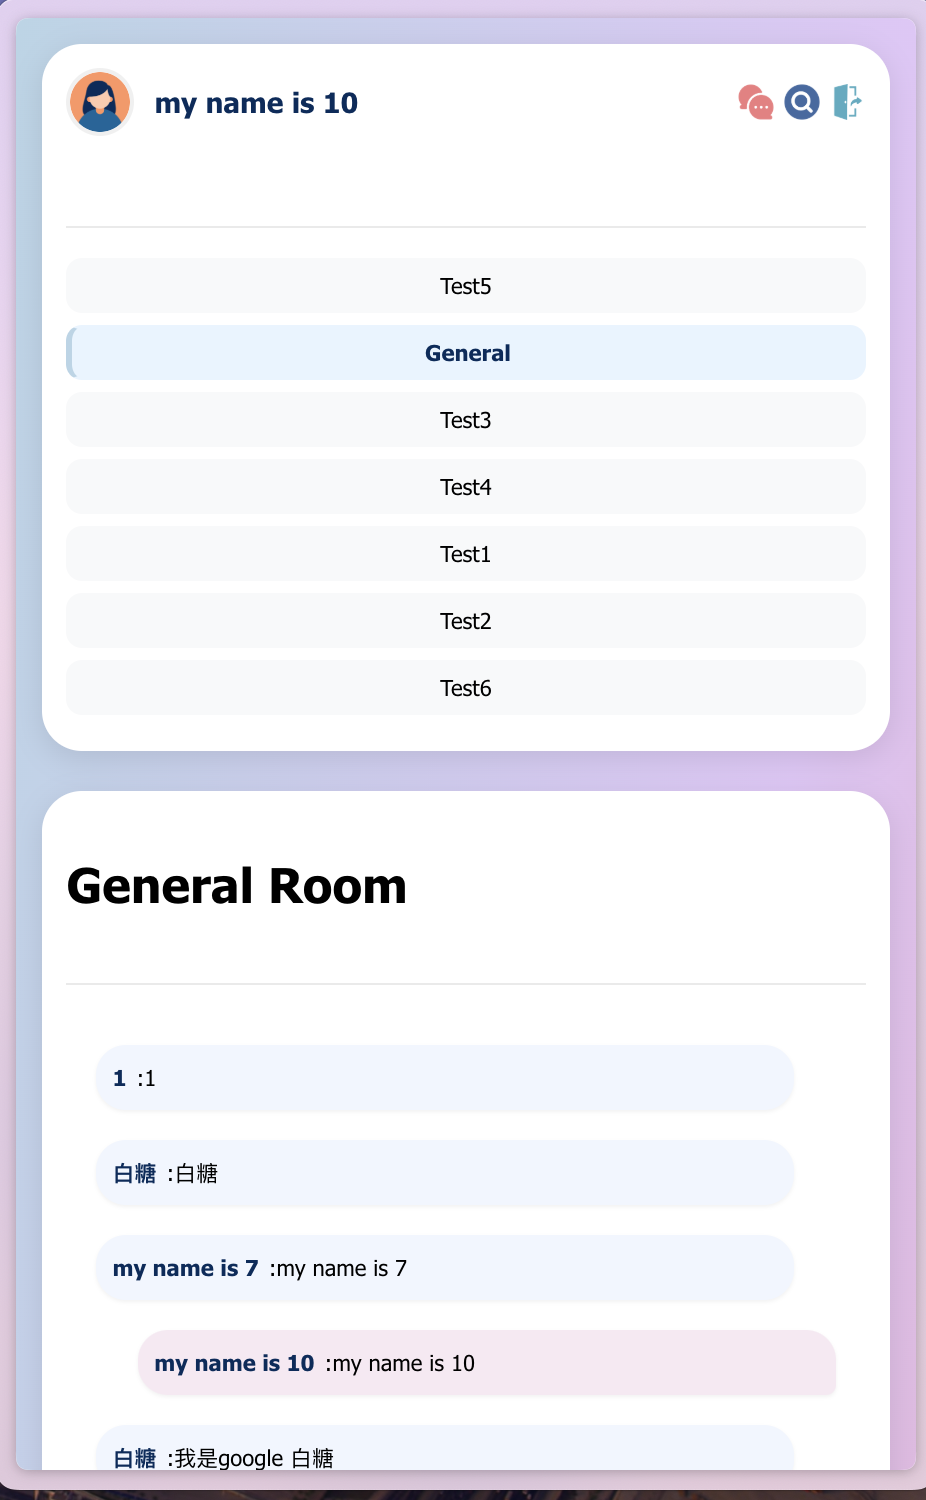 my name is 10
Test5
General
Test3
Test4
Test1
Test2
Test6
General Room
1 :1
白糖 :白糖
my name is 7 :my name is 7
my name is 10 :my name is 10
白糖 :我是google 白糖